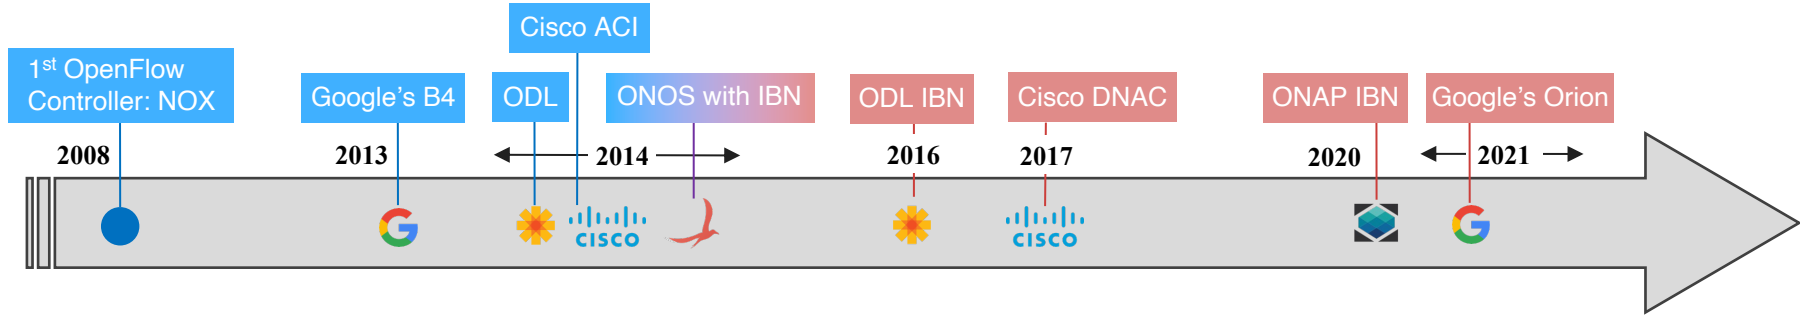 Cisco ACI
1st OpenFlow
Controller: NOX
Google's B4
ODL
ONOS with IBN
ODL IBN
Cisco DNAC
ONAP IBN
Google's Orion
2008
2013
2014
2016
2017
2020
2021
CISCO
CISCO